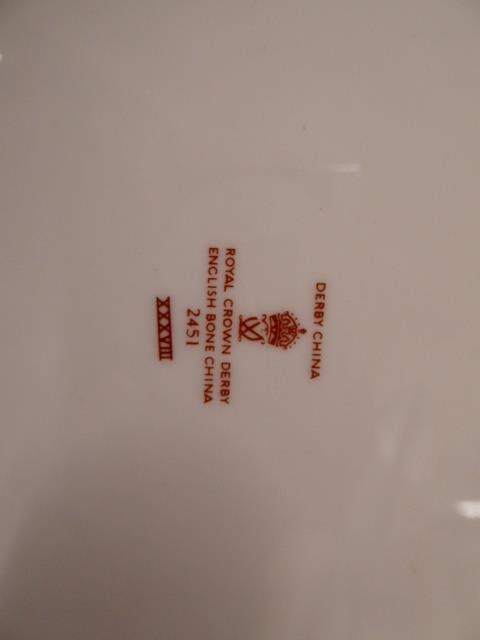 DERBY CHINA
ROYAL CROWN DERBY
ENGLISH BONE CHINA
2451
XXXVIII